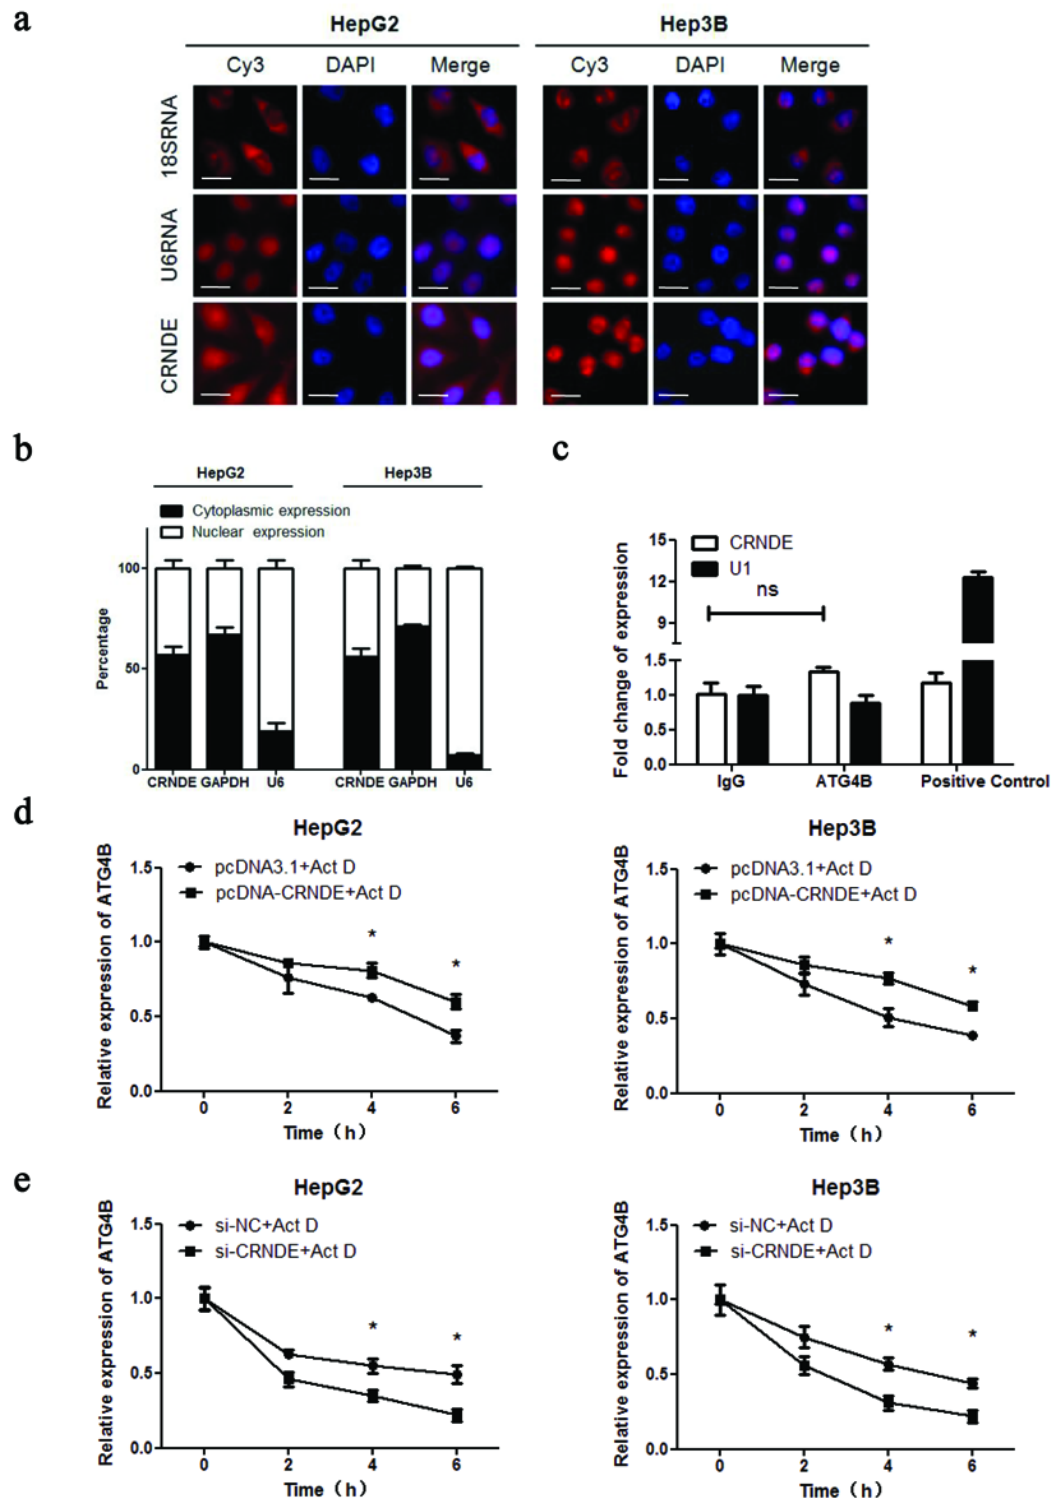 a
HepG2 Hep3B
Cy3 DAPI Merge Cy3 DAPI Merge
18SRNA
U6RNA
CRNDE
b
HepG2 Hep3B
Cytoplasmic expression
Nuclear expression
Percentage
100
50
0
CRNDE GAPDH U6 CRNDE GAPDH U6
c
CRNDE
U1
ns
Fold change of expression
15
12
9
1.5
1.0
0.5
0.0
IgG ATG4B Positive Control
d
HepG2
pcDNA3.1+Act D
pcDNA-CRNDE+Act D
Relative expression of ATG4B
1.5
1.0
0.5
0.0
* *
0 2 4 6
Time (h)
Hep3B
pcDNA3.1+Act D
pcDNA-CRNDE+Act D
Relative expression of ATG4B
1.5
1.0
0.5
0.0
* *
0 2 4 6
Time (h)
e
HepG2
si-NC+Act D
si-CRNDE+Act D
Relative expression of ATG4B
1.5
1.0
0.5
0.0
* *
0 2 4 6
Time (h)
Hep3B
si-NC+Act D
si-CRNDE+Act D
Relative expression of ATG4B
1.5
1.0
0.5
0.0
* *
0 2 4 6
Time (h)